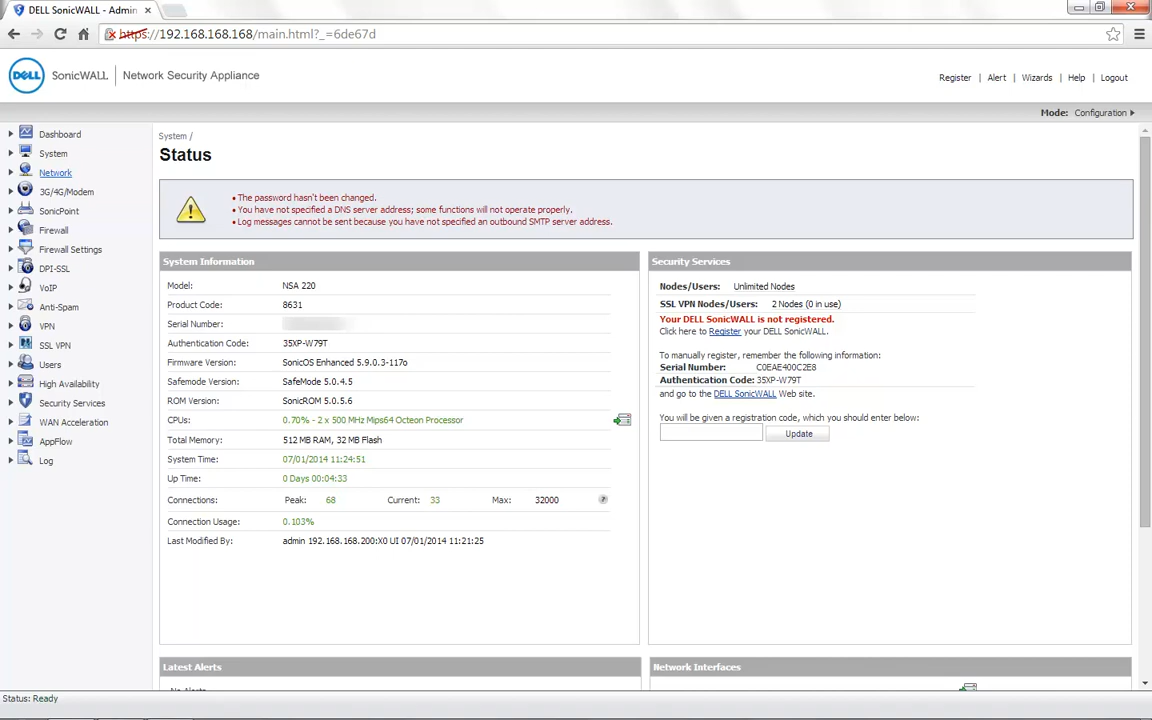 DELL SonicWALL - Admin
https://192.168.168.168/main.html?_=6de67d
DELL SonicWALL | Network Security Appliance
Register | Alert | Wizards | Help | Logout
Mode: Configuration
Dashboard
System
Network
3G/4G/Modem
SonicPoint
Firewall
Firewall Settings
DPI-SSL
VoIP
Anti-Spam
VPN
SSL VPN
Users
High Availability
Security Services
WAN Acceleration
AppFlow
Log
System /
Status
• The password hasn't been changed.
• You have not specified a DNS server address; some functions will not operate properly.
• Log messages cannot be sent because you have not specified an outbound SMTP server address.
System Information
Model: NSA 220
Product Code: 8631
Serial Number:
Authentication Code: 35XP-W79T
Firmware Version: SonicOS Enhanced 5.9.0.3-117o
Safemode Version: SafeMode 5.0.4.5
ROM Version: SonicROM 5.0.5.6
CPUs: 0.70% - 2 x 500 MHz Mips64 Octeon Processor
Total Memory: 512 MB RAM, 32 MB Flash
System Time: 07/01/2014 11:24:51
Up Time: 0 Days 00:04:33
Connections: Peak: 68 Current: 33 Max: 32000
Connection Usage: 0.103%
Last Modified By: admin 192.168.168.200:X0 UI 07/01/2014 11:21:25
Security Services
Nodes/Users: Unlimited Nodes
SSL VPN Nodes/Users: 2 Nodes (0 in use)
Your DELL SonicWALL is not registered.
Click here to Register your DELL SonicWALL.
To manually register, remember the following information:
Serial Number: C0EAE400C2E8
Authentication Code: 35XP-W79T
and go to the DELL SonicWALL Web site.
You will be given a registration code, which you should enter below:
Update
Latest Alerts
Network Interfaces
Status: Ready